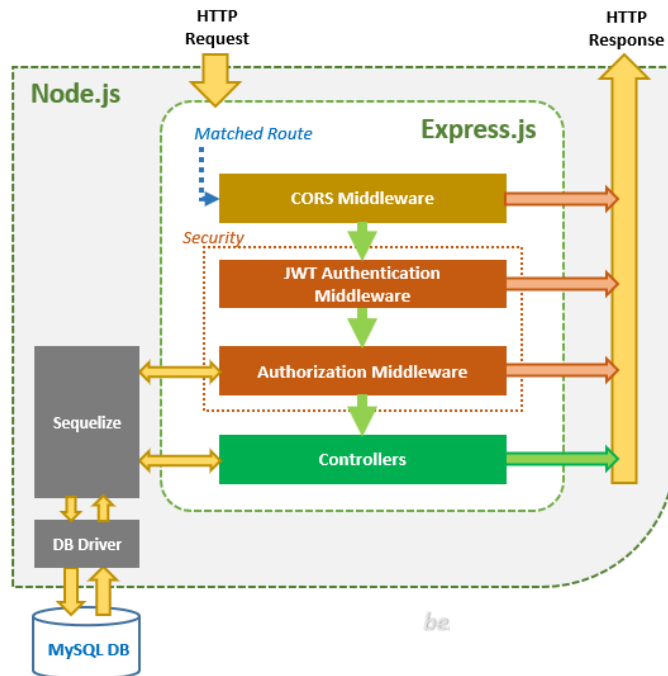 HTTP
Request
HTTP
Response
Node.js
Express.js
Matched Route
CORS Middleware
Security
JWT Authentication
Middleware
Authorization Middleware
Sequelize
Controllers
DB Driver
MySQL DB
be